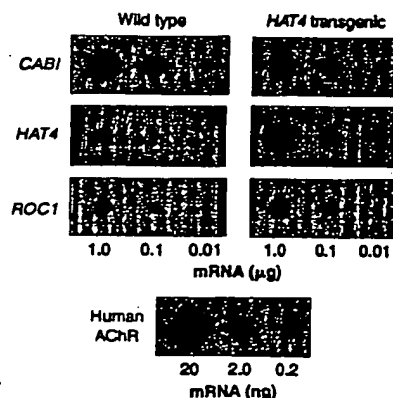 Wild type HAT4 transgenic
CAB1
HAT4
ROC1
1.0 0.1 0.01 1.0 0.1 0.01
mRNA (µg)
Human
AChR
20 2.0 0.2
mRNA (ng)